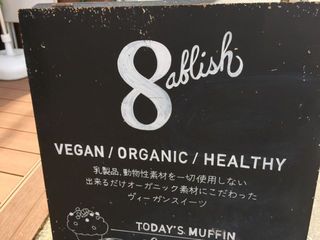 8ablish
VEGAN / ORGANIC / HEALTHY
乳製品、動物性素材を一切使用しない
出来るだけオーガニック素材にこだわった
ヴィーガンスイーツ
TODAY'S MUFFIN